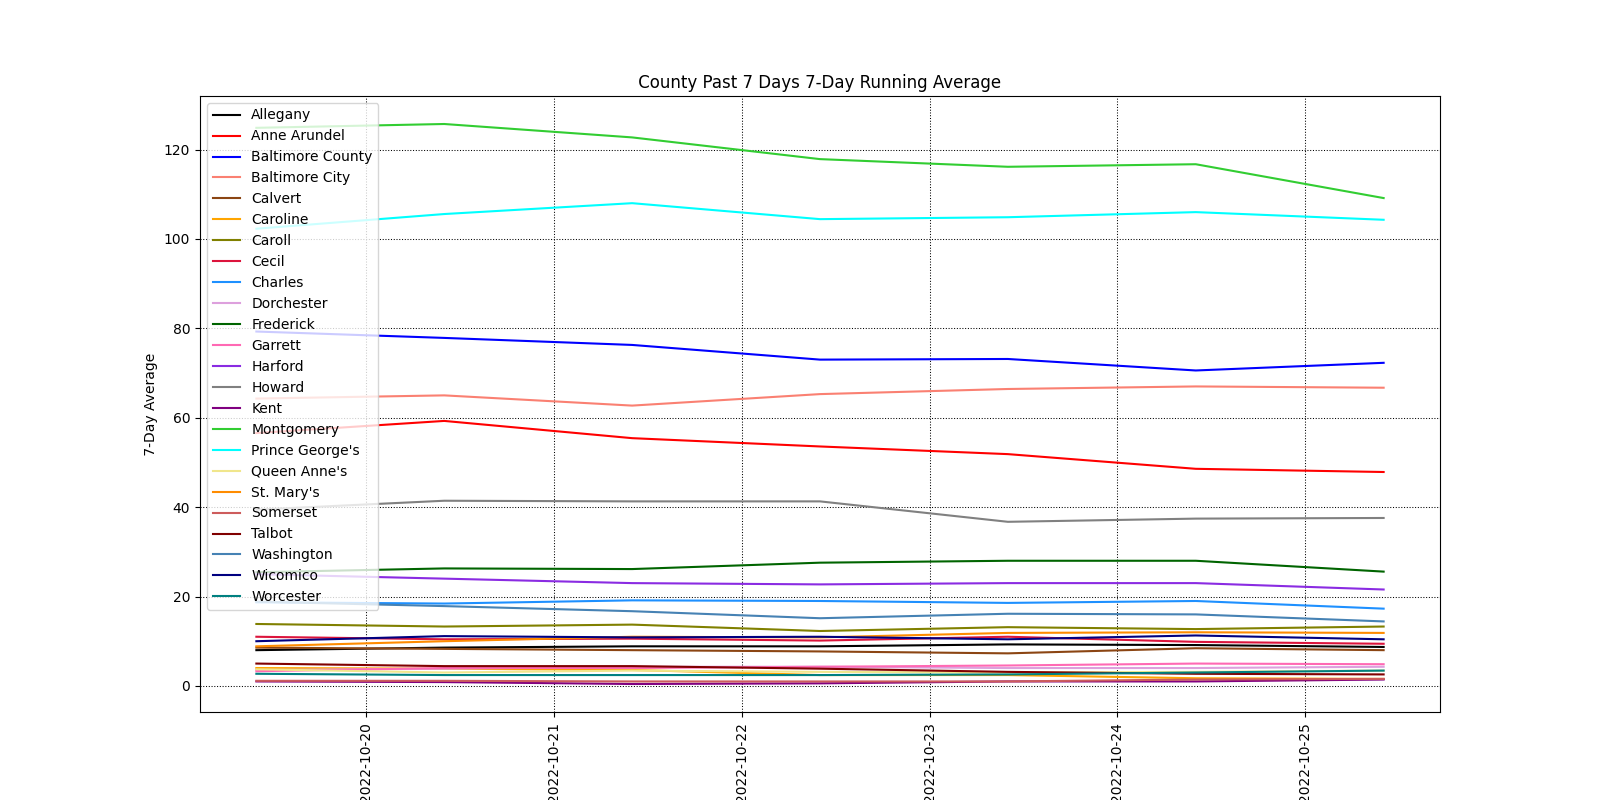 County Past 7 Days 7-Day Running Average
Allegany
Anne Arundel
Baltimore County
Baltimore City
Calvert
Caroline
Caroll
Cecil
Charles
Dorchester
Frederick
Garrett
Harford
Howard
Kent
Montgomery
Prince George's
Queen Anne's
St. Mary's
Somerset
Talbot
Washington
Wicomico
Worcester
7-Day Average
120
100
80
60
40
20
0
2022-10-20
2022-10-21
2022-10-22
2022-10-23
2022-10-24
2022-10-25